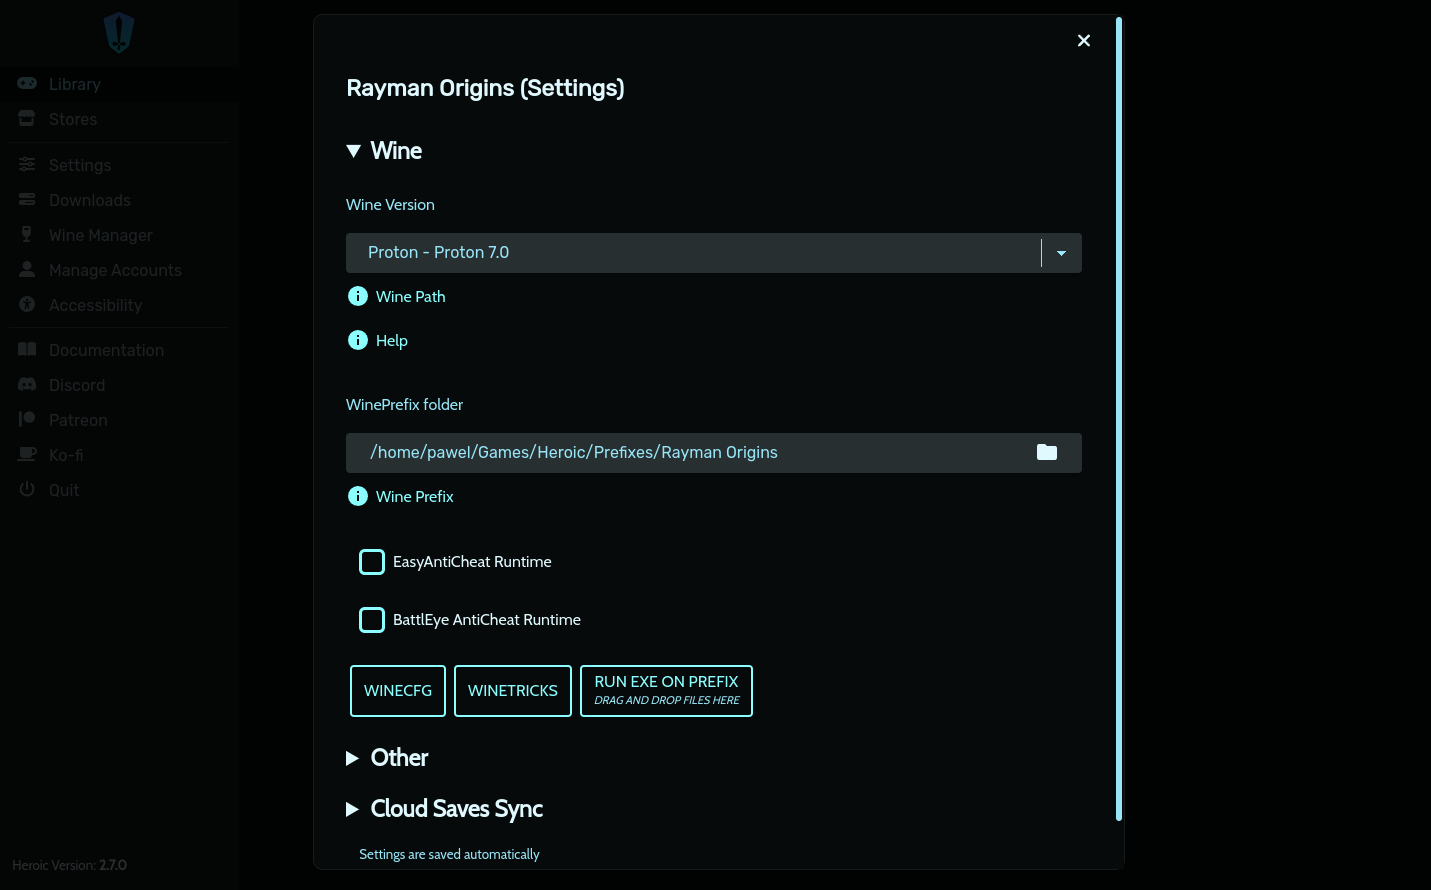 Library
Stores
Settings
Downloads
Wine Manager
Manage Accounts
Accessibility
Documentation
Discord
Patreon
Ko-fi
Quit
Heroic Version: 2.7.0
Rayman Origins (Settings)
Wine
Wine Version
Proton - Proton 7.0
Wine Path
Help
WinePrefix folder
/home/pawel/Games/Heroic/Prefixes/Rayman Origins
Wine Prefix
EasyAntiCheat Runtime
BattlEye AntiCheat Runtime
WINECFG
WINETRICKS
RUN EXE ON PREFIX
DRAG AND DROP FILES HERE
Other
Cloud Saves Sync
Settings are saved automatically